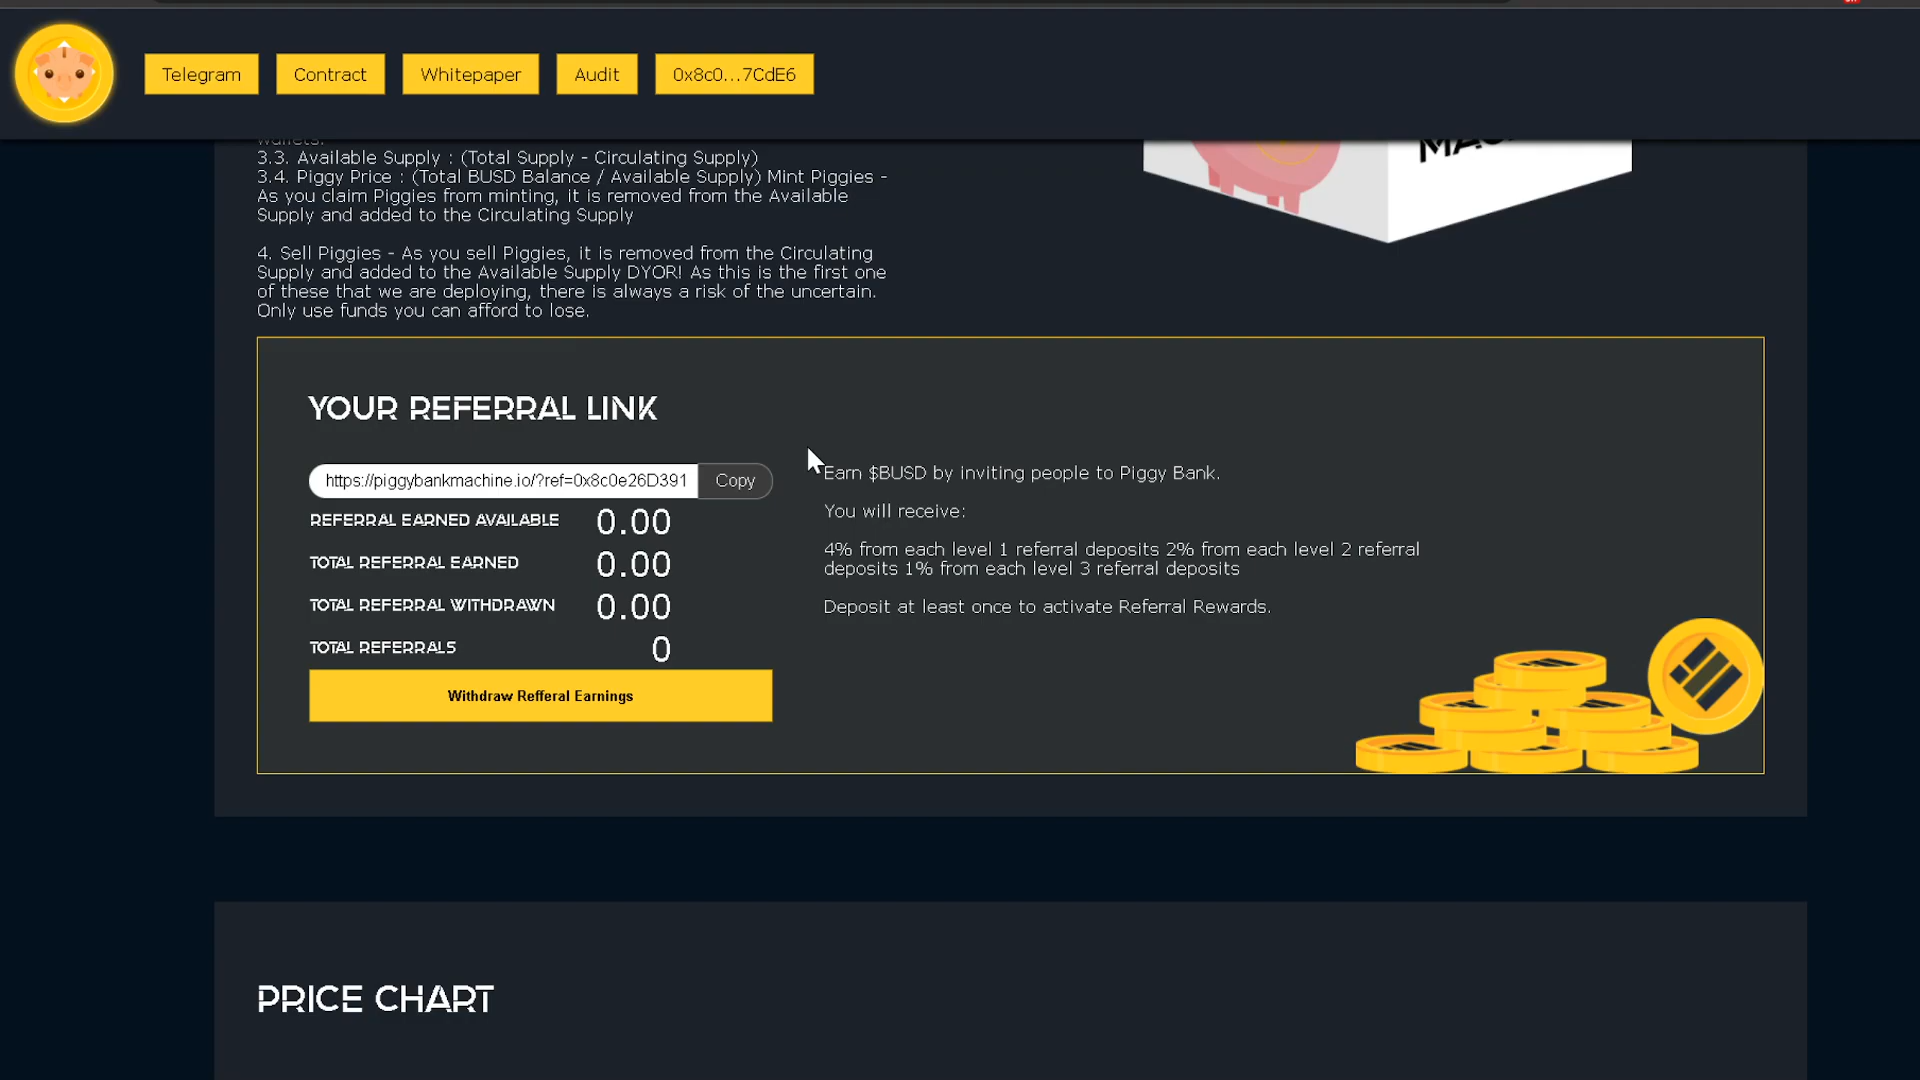 Telegram
Contract
Whitepaper
Audit
0x8c0...7CdE6
wallets.
3.3. Available Supply : (Total Supply - Circulating Supply)
3.4. Piggy Price : (Total BUSD Balance / Available Supply) Mint Piggies -
As you claim Piggies from minting, it is removed from the Available
Supply and added to the Circulating Supply
4. Sell Piggies - As you sell Piggies, it is removed from the Circulating
Supply and added to the Available Supply DYOR! As this is the first one
of these that we are deploying, there is always a risk of the uncertain.
Only use funds you can afford to lose.
YOUR REFERRAL LINK
https://piggybankmachine.io/?ref=0x8c0e26D391
Copy
REFERRAL EARNED AVAILABLE 0.00
TOTAL REFERRAL EARNED 0.00
TOTAL REFERRAL WITHDRAWN 0.00
TOTAL REFERRALS 0
Withdraw Refferal Earnings
Earn $BUSD by inviting people to Piggy Bank.
You will receive:
4% from each level 1 referral deposits 2% from each level 2 referral
deposits 1% from each level 3 referral deposits
Deposit at least once to activate Referral Rewards.
PRICE CHART